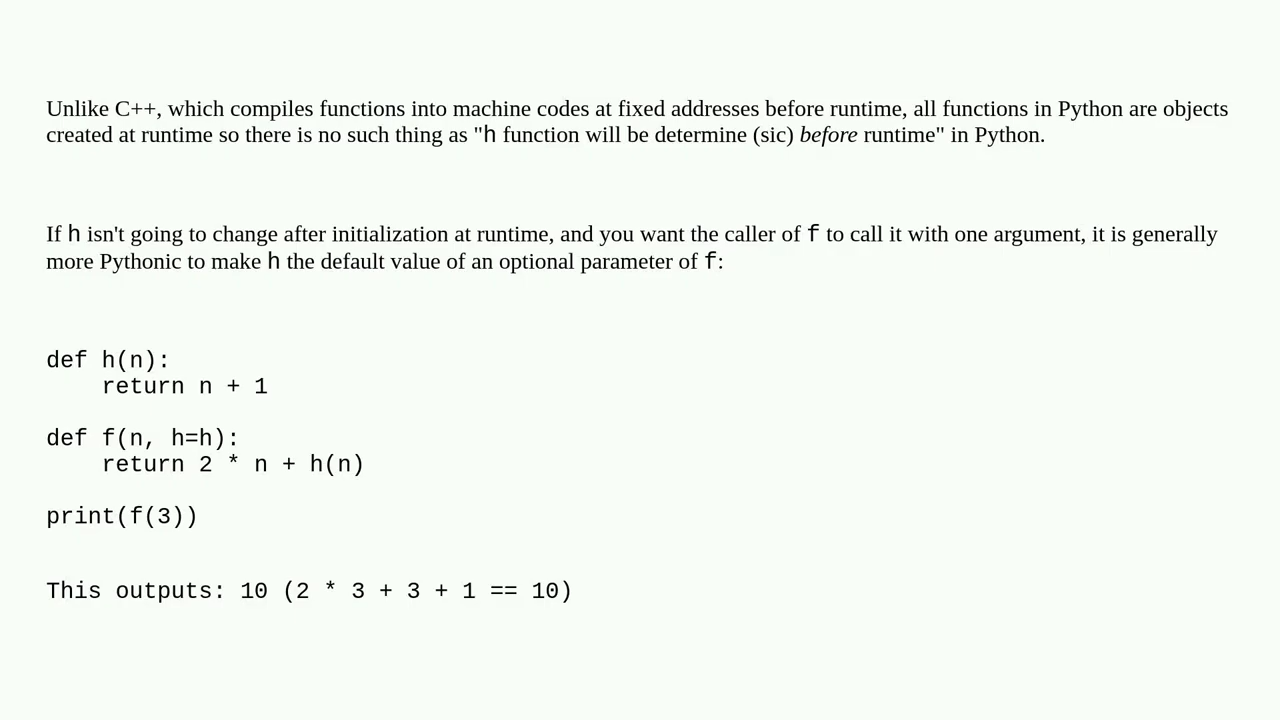 Unlike C++, which compiles functions into machine codes at fixed addresses before runtime, all functions in Python are objects
created at runtime so there is no such thing as "h function will be determine (sic) before runtime" in Python.
If h isn't going to change after initialization at runtime, and you want the caller of f to call it with one argument, it is generally
more Pythonic to make h the default value of an optional parameter of f:
def h(n):
    return n + 1
def f(n, h=h):
    return 2 * n + h(n)
print(f(3))
This outputs: 10 (2 * 3 + 3 + 1 == 10)